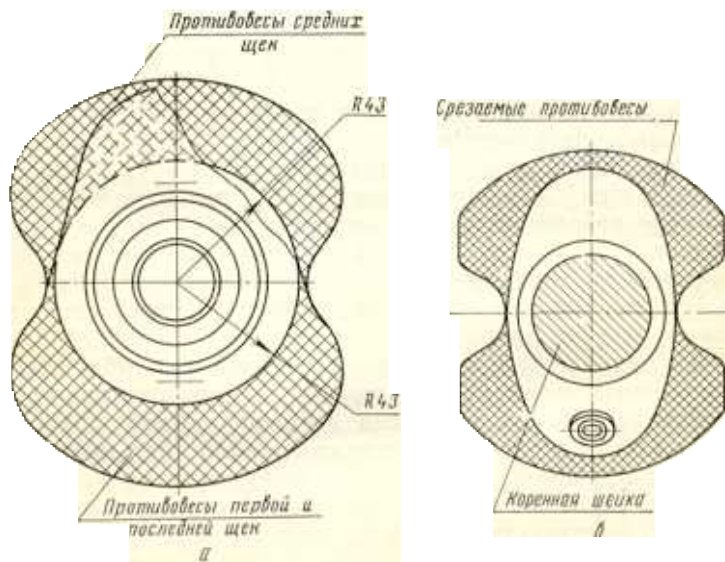 Противовесы средних
щек
R43
R43
Противовесы первой и
последней щек
а
Срезаемые противовесы
Коренная шейка
в